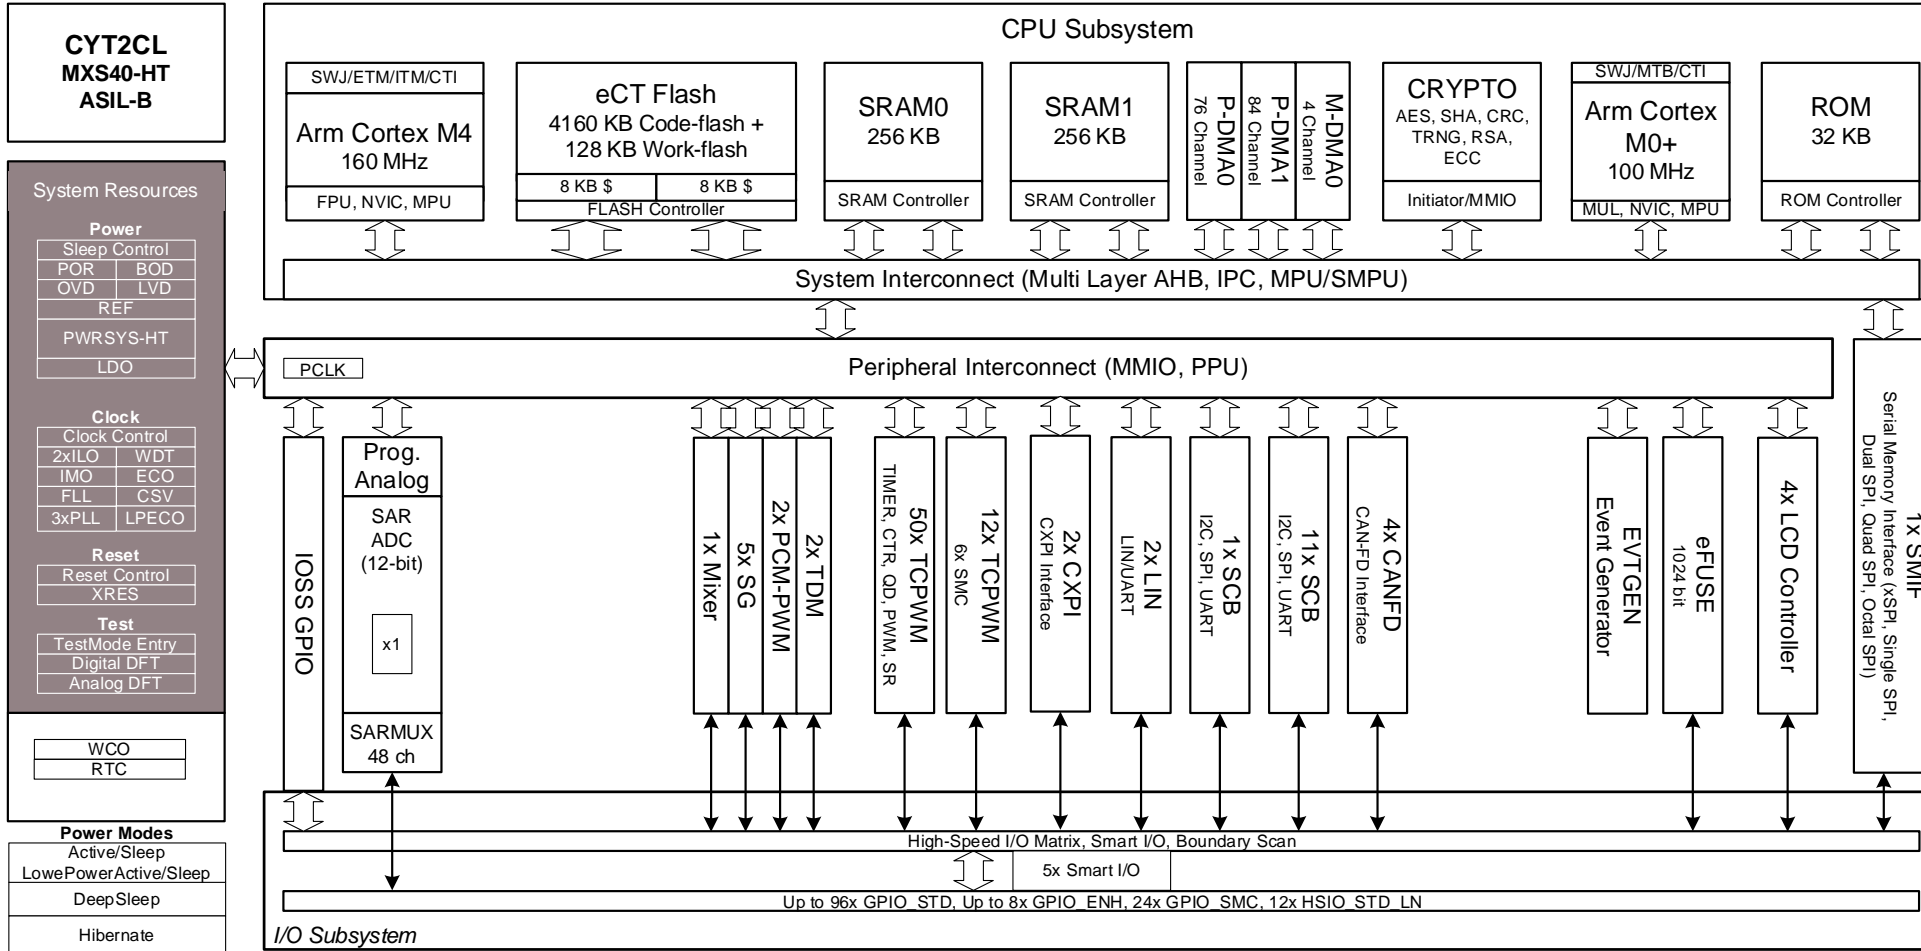 CYT2CL
MXS40-HT
ASIL-B
System Resources
Power
Sleep Control
POR
BOD
OVD
LVD
REF
PWRSYS-HT
LDO
Clock
Clock Control
2xILO
WDT
IMO
ECO
FLL
CSV
3xPLL
LPECO
Reset
Reset Control
XRES
Test
TestMode Entry
Digital DFT
Analog DFT
WCO
RTC
Power Modes
Active/Sleep
LowePowerActive/Sleep
DeepSleep
Hibernate
CPU Subsystem
SWJ/ETM/ITM/CTI
Arm Cortex M4
160 MHz
FPU, NVIC, MPU
eCT Flash
4160 KB Code-flash +
128 KB Work-flash
8 KB $
8 KB $
FLASH Controller
SRAM0
256 KB
SRAM Controller
SRAM1
256 KB
SRAM Controller
P-DMA0
76 Channel
P-DMA1
84 Channel
M-DMA0
4 Channel
CRYPTO
AES, SHA, CRC,
TRNG, RSA,
ECC
Initiator/MMIO
SWJ/MTB/CTI
Arm Cortex
M0+
100 MHz
MUL, NVIC, MPU
ROM
32 KB
ROM Controller
System Interconnect (Multi Layer AHB, IPC, MPU/SMPU)
PCLK
Peripheral Interconnect (MMIO, PPU)
IOSS GPIO
Prog.
Analog
SAR
ADC
(12-bit)
x1
SARMUX
48 ch
1x Mixer
5x SG
2x PCM-PWM
2x TDM
50x TCPWM
TIMER, CTR, QD, PWM, SR
12x TCPWM
6x SMC
2x CXPI
CXPI Interface
2x LIN
LIN/UART
1x SCB
I2C, SPI, UART
11x SCB
I2C, SPI, UART
4x CANFD
CAN-FD Interface
EVTGEN
Event Generator
eFUSE
1024 bit
4x LCD Controller
1x SMIF
Serial Memory Interface (xSPI, Single SPI,
Dual SPI, Quad SPI, Octal SPI)
High-Speed I/O Matrix, Smart I/O, Boundary Scan
5x Smart I/O
Up to 96x GPIO_STD, Up to 8x GPIO_ENH, 24x GPIO_SMC, 12x HSIO_STD_LN
I/O Subsystem